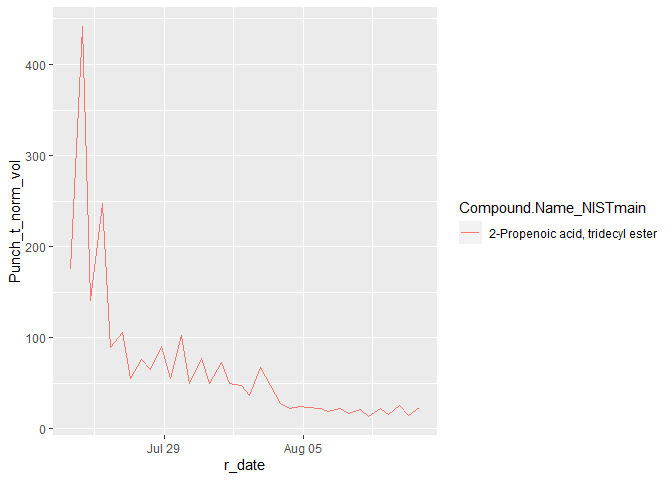 Punch_t_norm_vol
400
300
200
100
0
Jul 29
Aug 05
r_date
Compound.Name_NISTmain
2-Propenoic acid, tridecyl ester